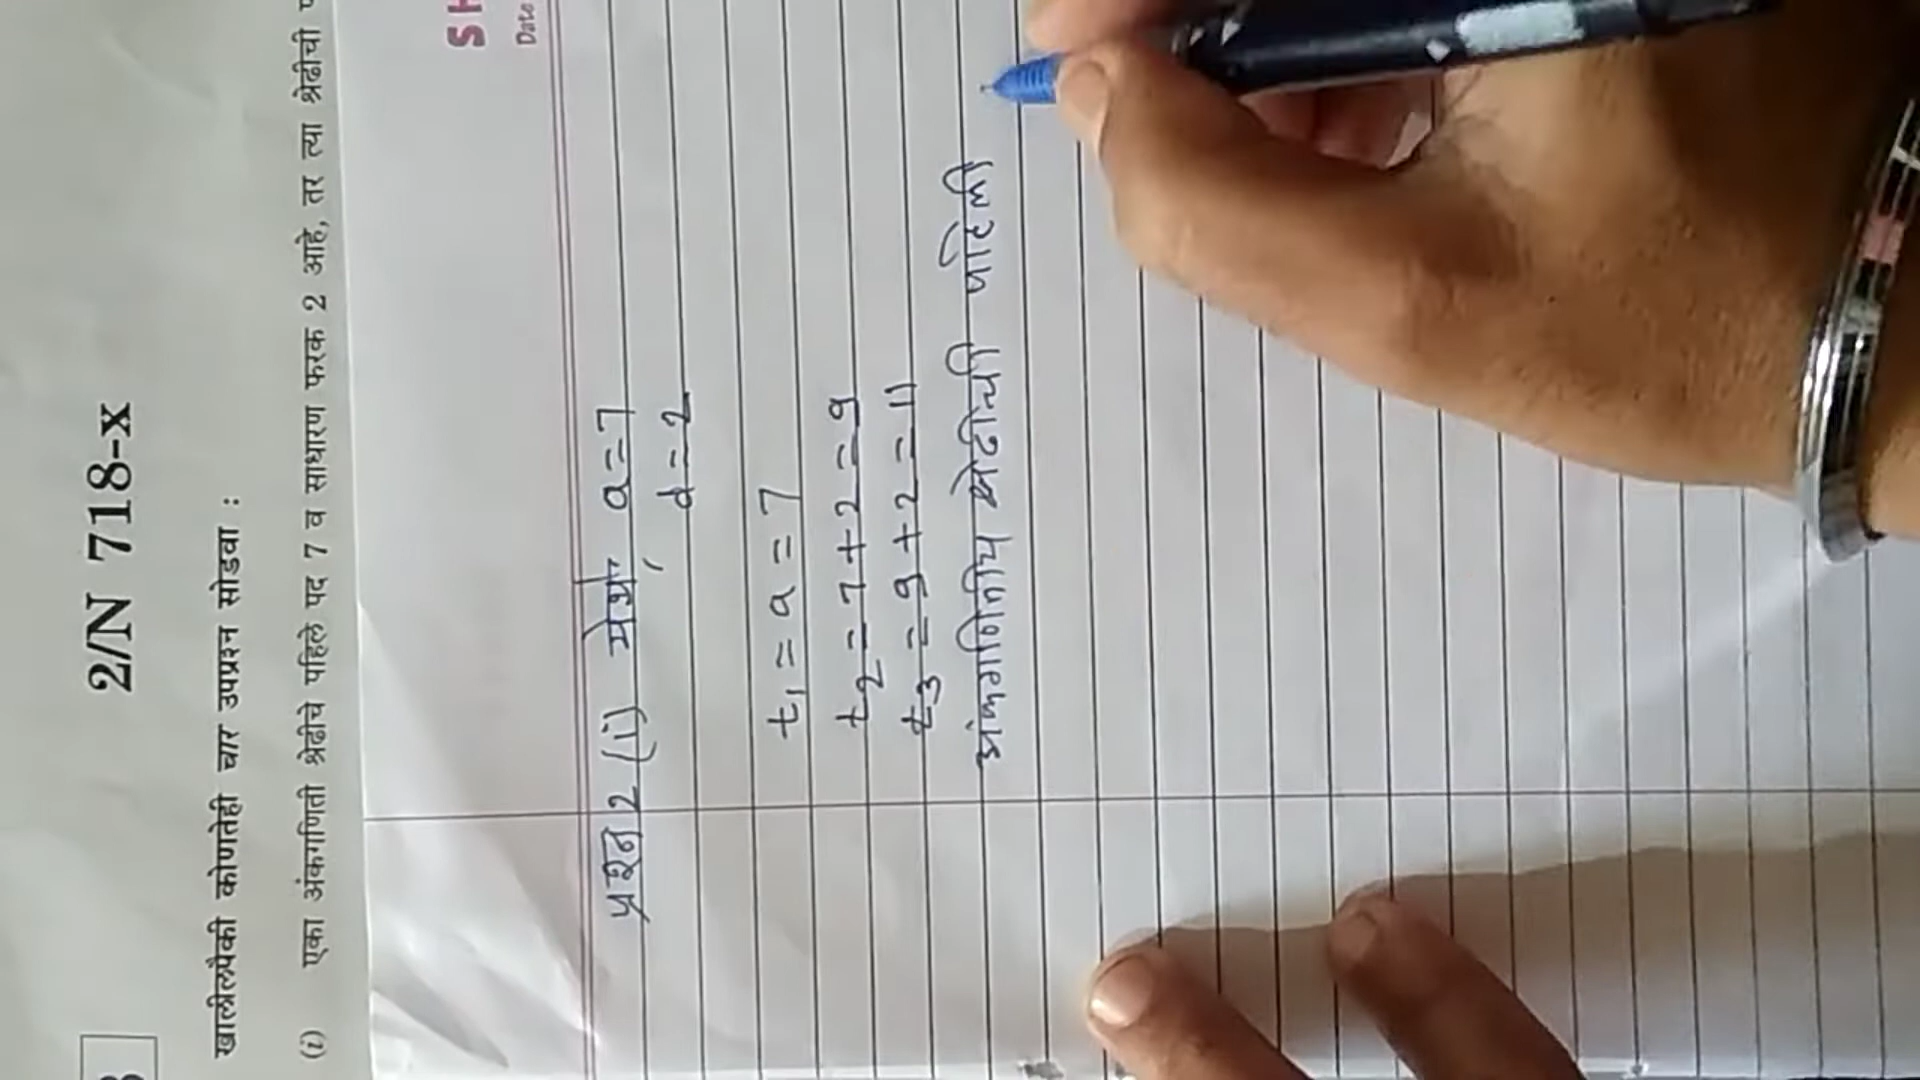 2/N 718-x
खालीलपैकी कोणतेही चार उपप्रश्न सोडवा :
(i) एका अंकगणिती श्रेढीचे पहिले पद 7 व साधारण फरक 2 आहे, तर त्या श्रेढीची
SH
Date
प्रश्न 2 (i) येथे, a = 7
d = 2
t₁ = a = 7
t₂ = 7 + 2 = 9
t₃ = 9 + 2 = 11
अंकगणितीय श्रेढीची पहिली